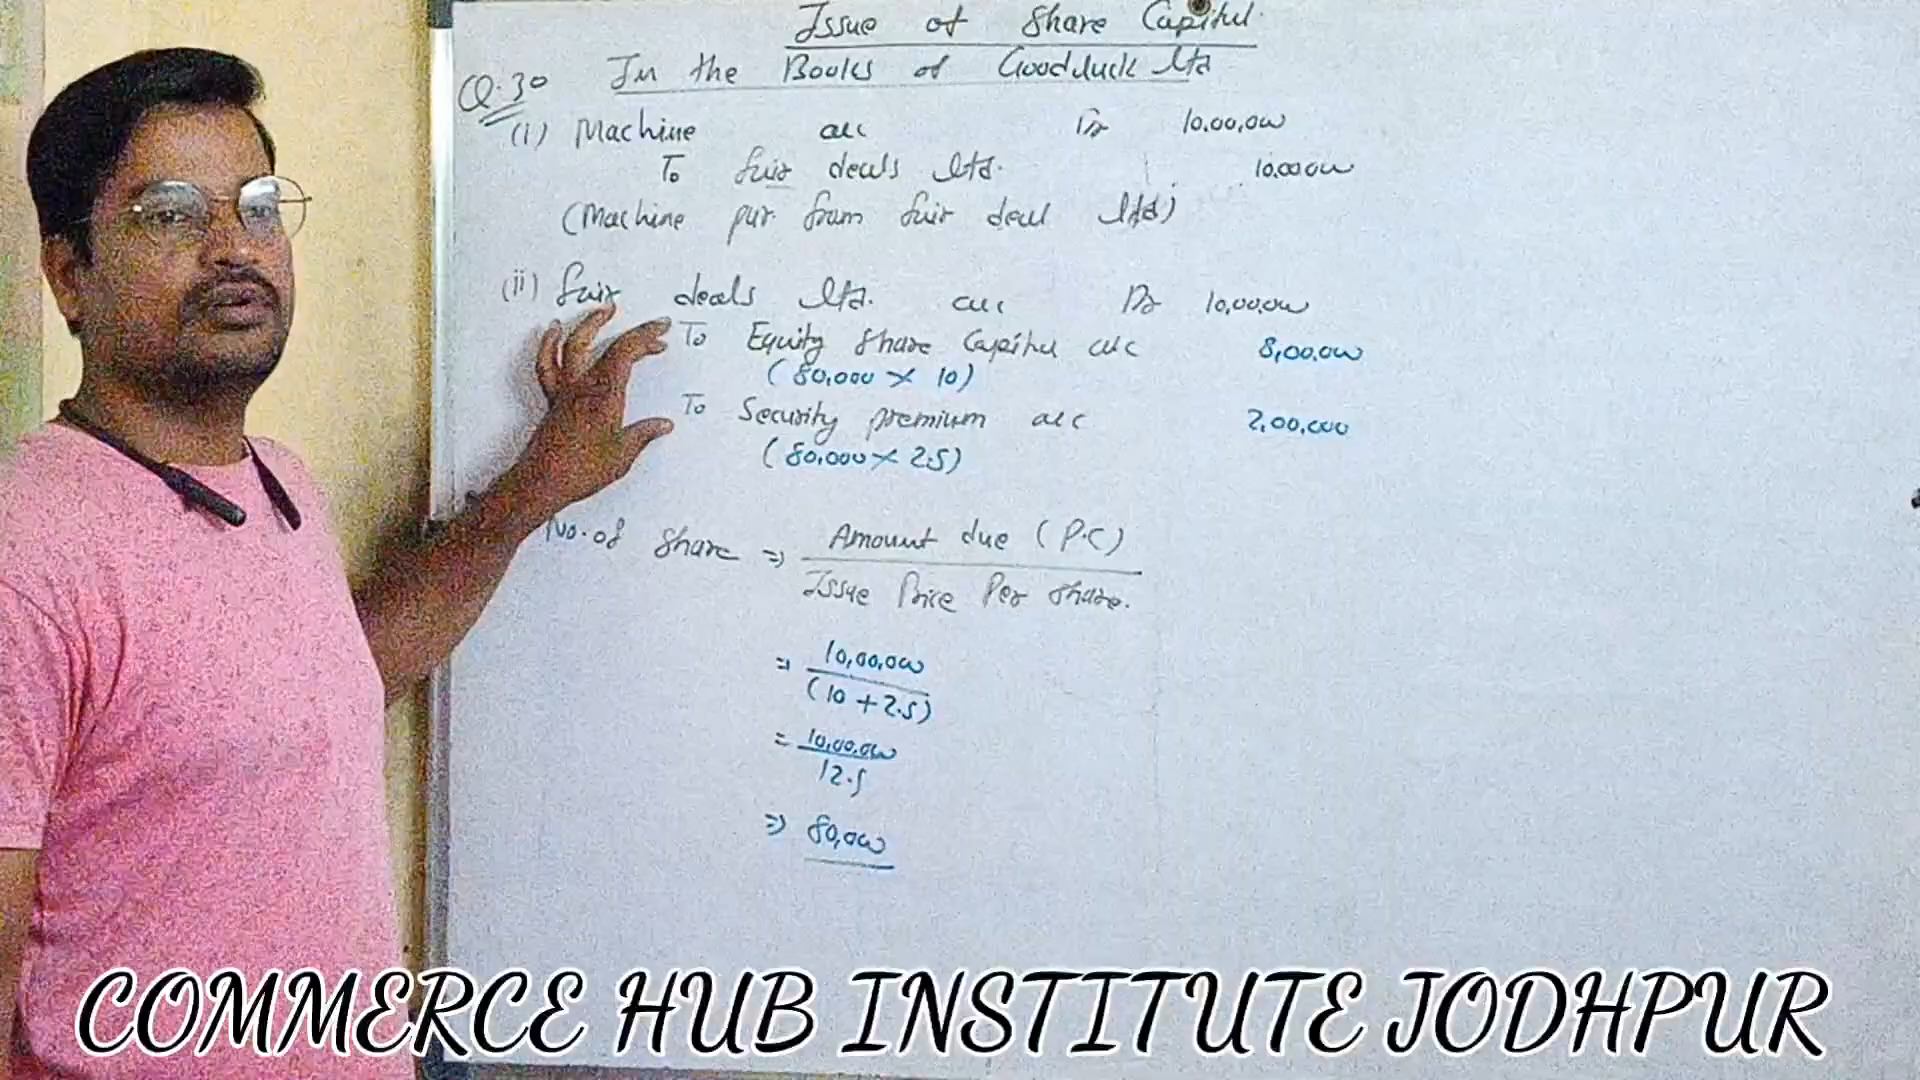 Issue of Share Capital
Q.30 In the Books of Goodluck ltd
(i) Machine a/c Dr 10,00,000
To fair deals ltd. 10,00,000
(Machine pur from fair deal ltd)
(ii) fair deals ltd. a/c Dr 10,00,000
To Equity Share Capital a/c 8,00,000
(80,000 × 10)
To Security premium a/c 2,00,000
(80,000 × 2.5)
No. of Share ⇒ Amount due (P.C)
Issue Price Per Share.
= 10,00,000
(10 + 2.5)
= 10,00,000
12.5
⇒ 80,000
COMMERCE HUB INSTITUTE JODHPUR